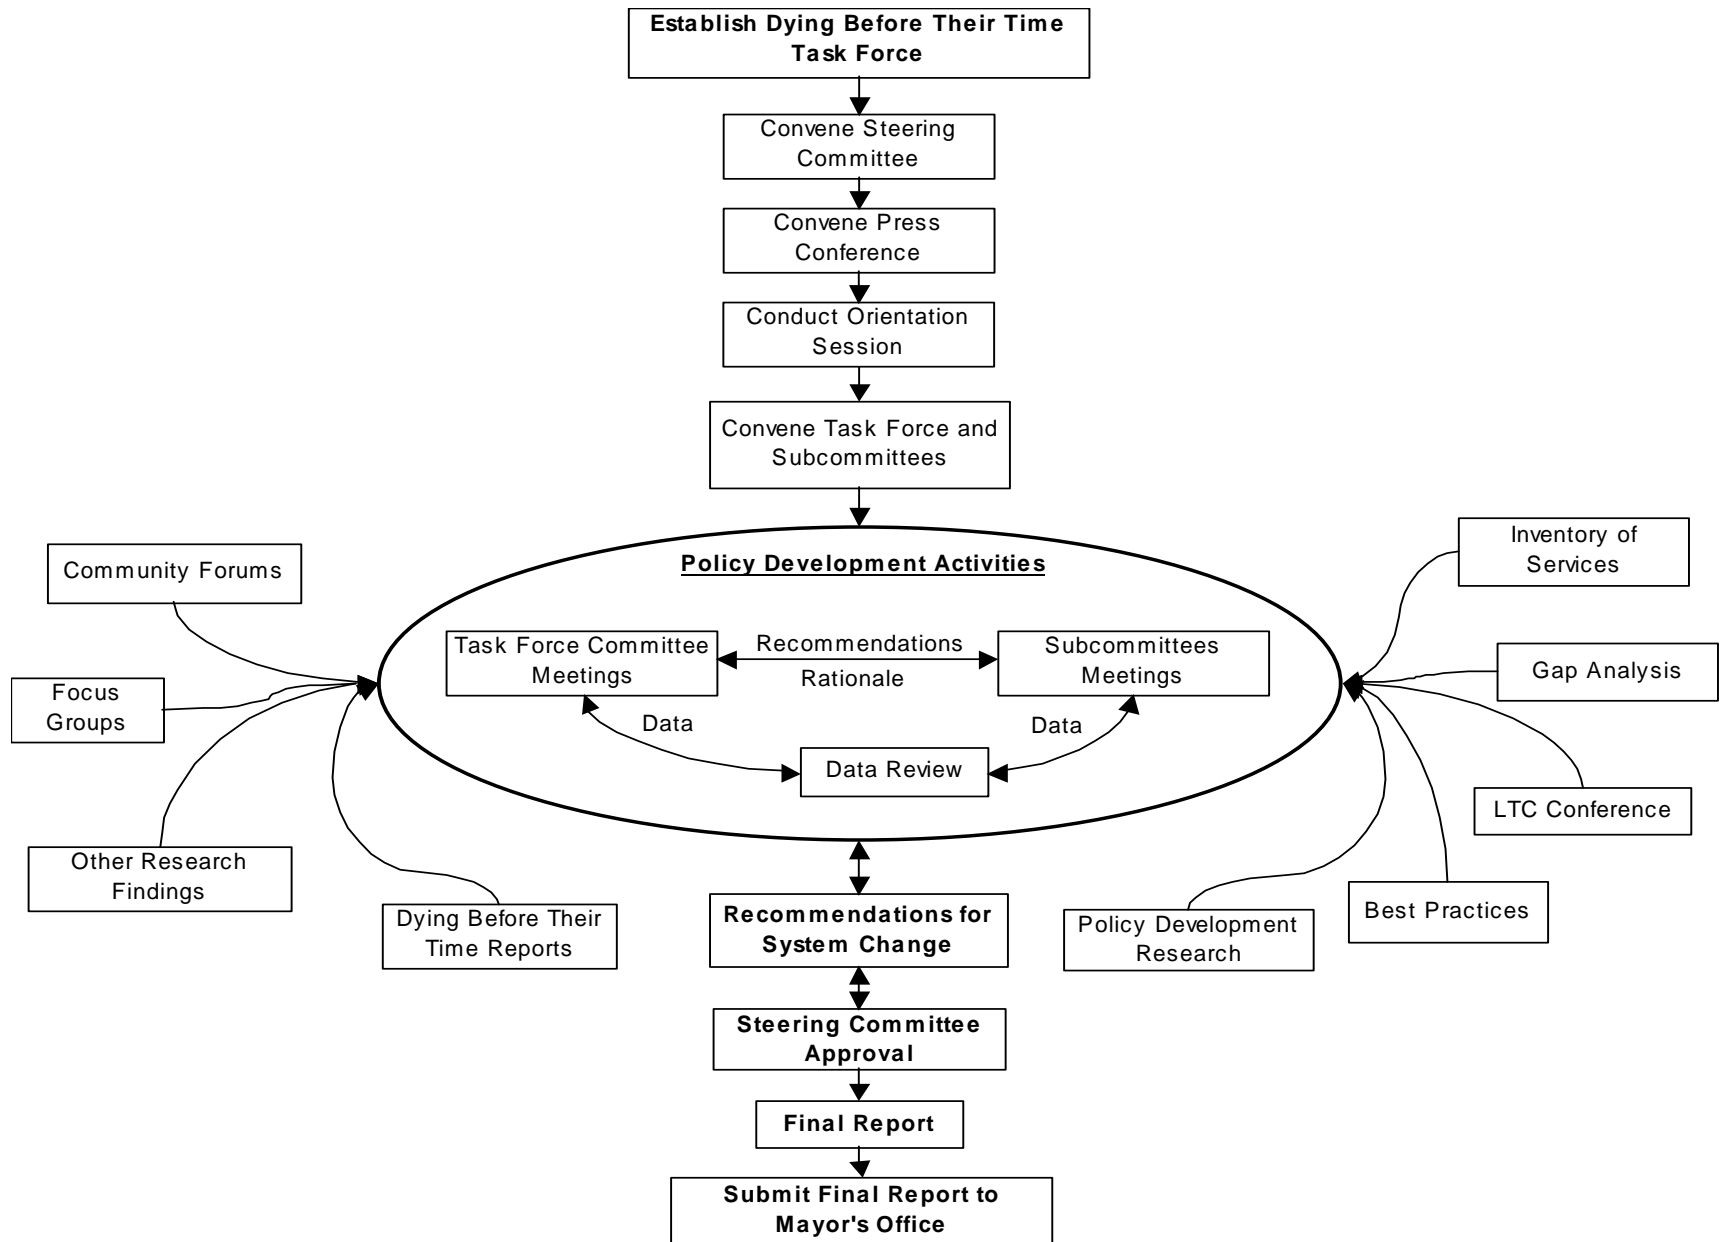 Establish Dying Before Their Time
Task Force
Convene Steering
Committee
Convene Press
Conference
Conduct Orientation
Session
Convene Task Force and
Subcommittees
Policy Development Activities
Community Forums
Focus
Groups
Other Research
Findings
Dying Before Their
Time Reports
Task Force Committee
Meetings
Recommendations
Rationale
Subcommittees
Meetings
Data
Data
Data Review
Inventory of
Services
Gap Analysis
LTC Conference
Best Practices
Policy Development
Research
Recommendations for
System Change
Steering Committee
Approval
Final Report
Submit Final Report to
Mayor's Office